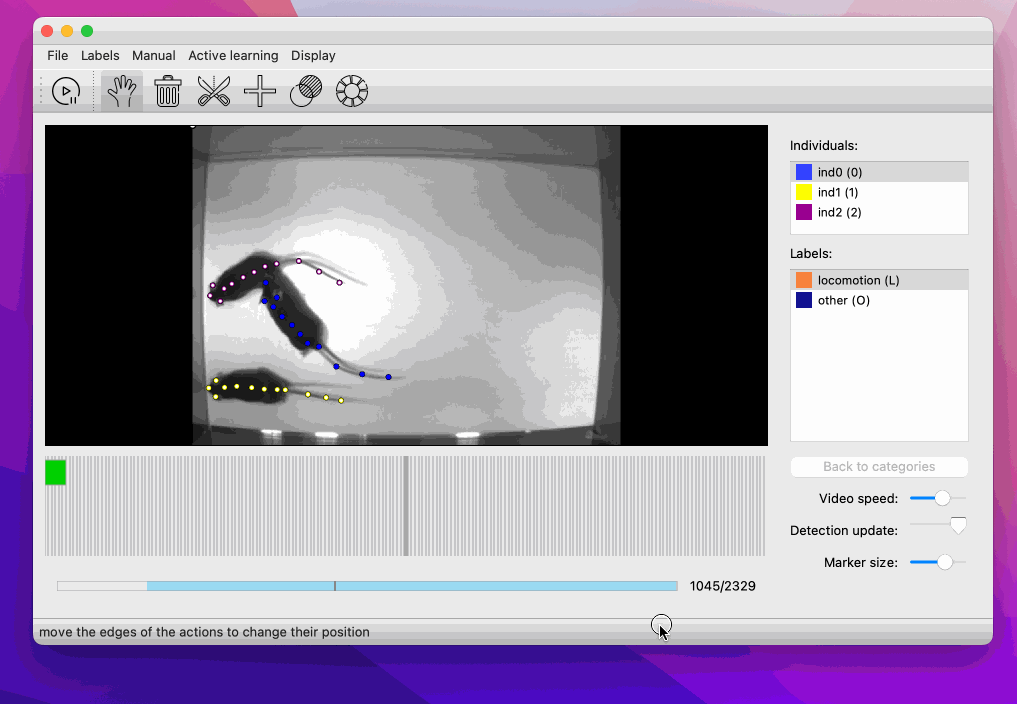 File Labels Manual Active learning Display
Individuals:
ind0 (0)
ind1 (1)
ind2 (2)
Labels:
locomotion (L)
other (O)
Back to categories
Video speed:
Detection update:
Marker size:
1045/2329
move the edges of the actions to change their position